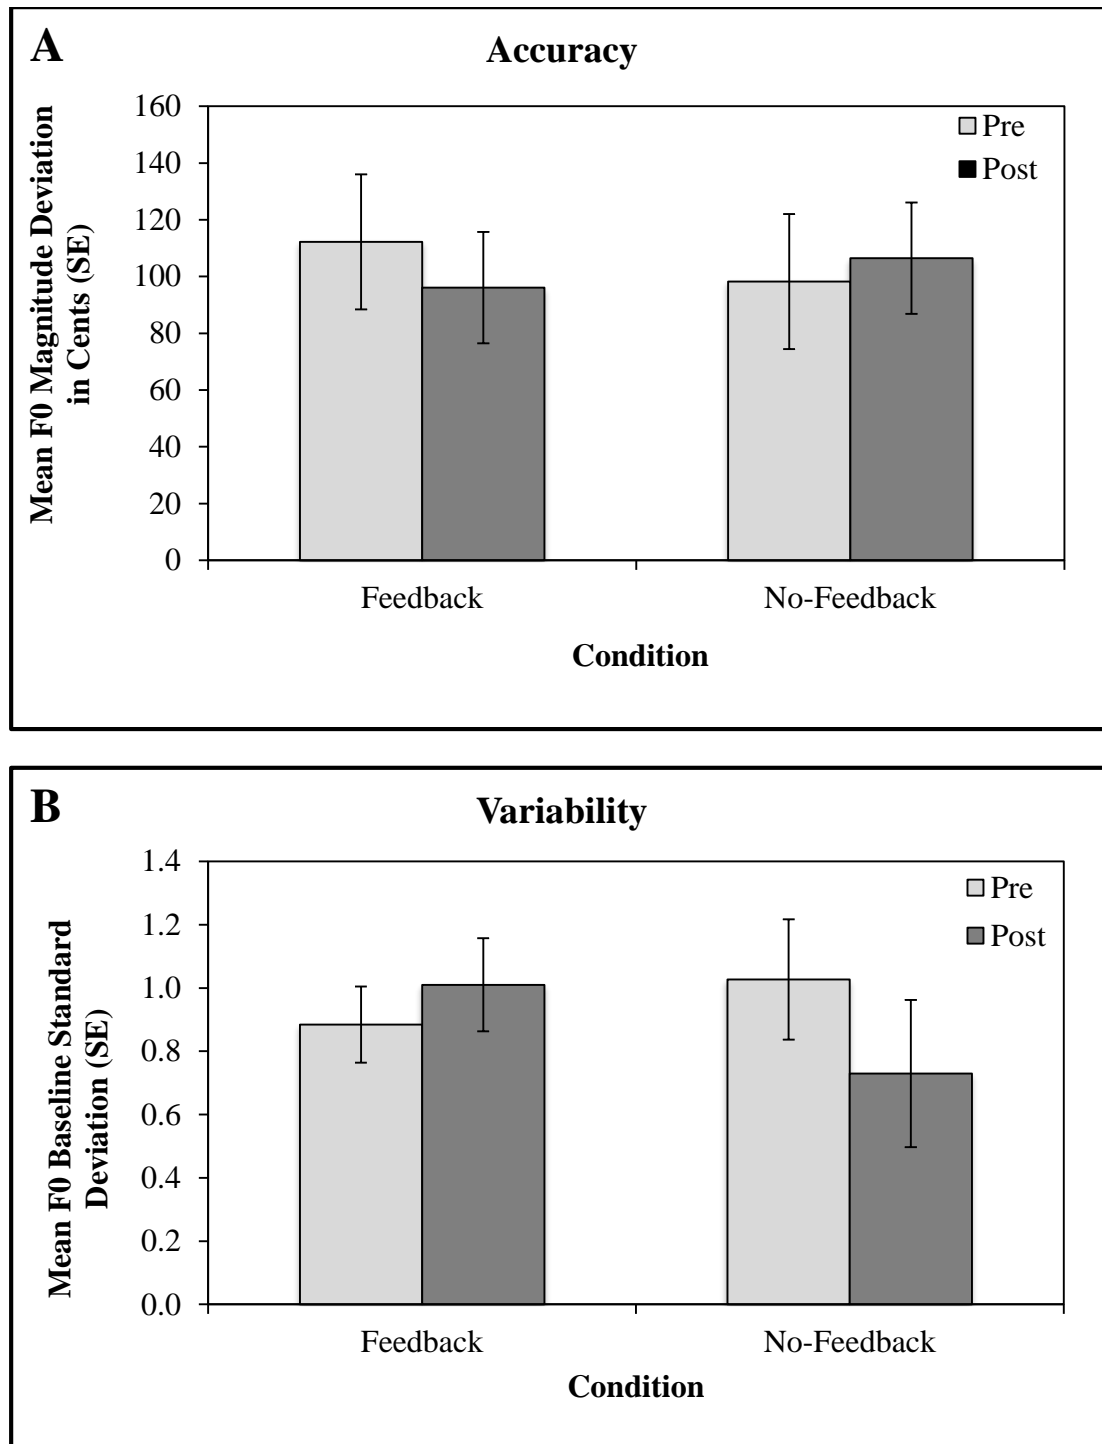 A
Accuracy
Mean F0 Magnitude Deviation
in Cents (SE)
160
140
120
100
80
60
40
20
0
Pre
Post
Feedback
No-Feedback
Condition
B
Variability
Mean F0 Baseline Standard
Deviation (SE)
1.4
1.2
1.0
0.8
0.6
0.4
0.2
0.0
Pre
Post
Feedback
No-Feedback
Condition